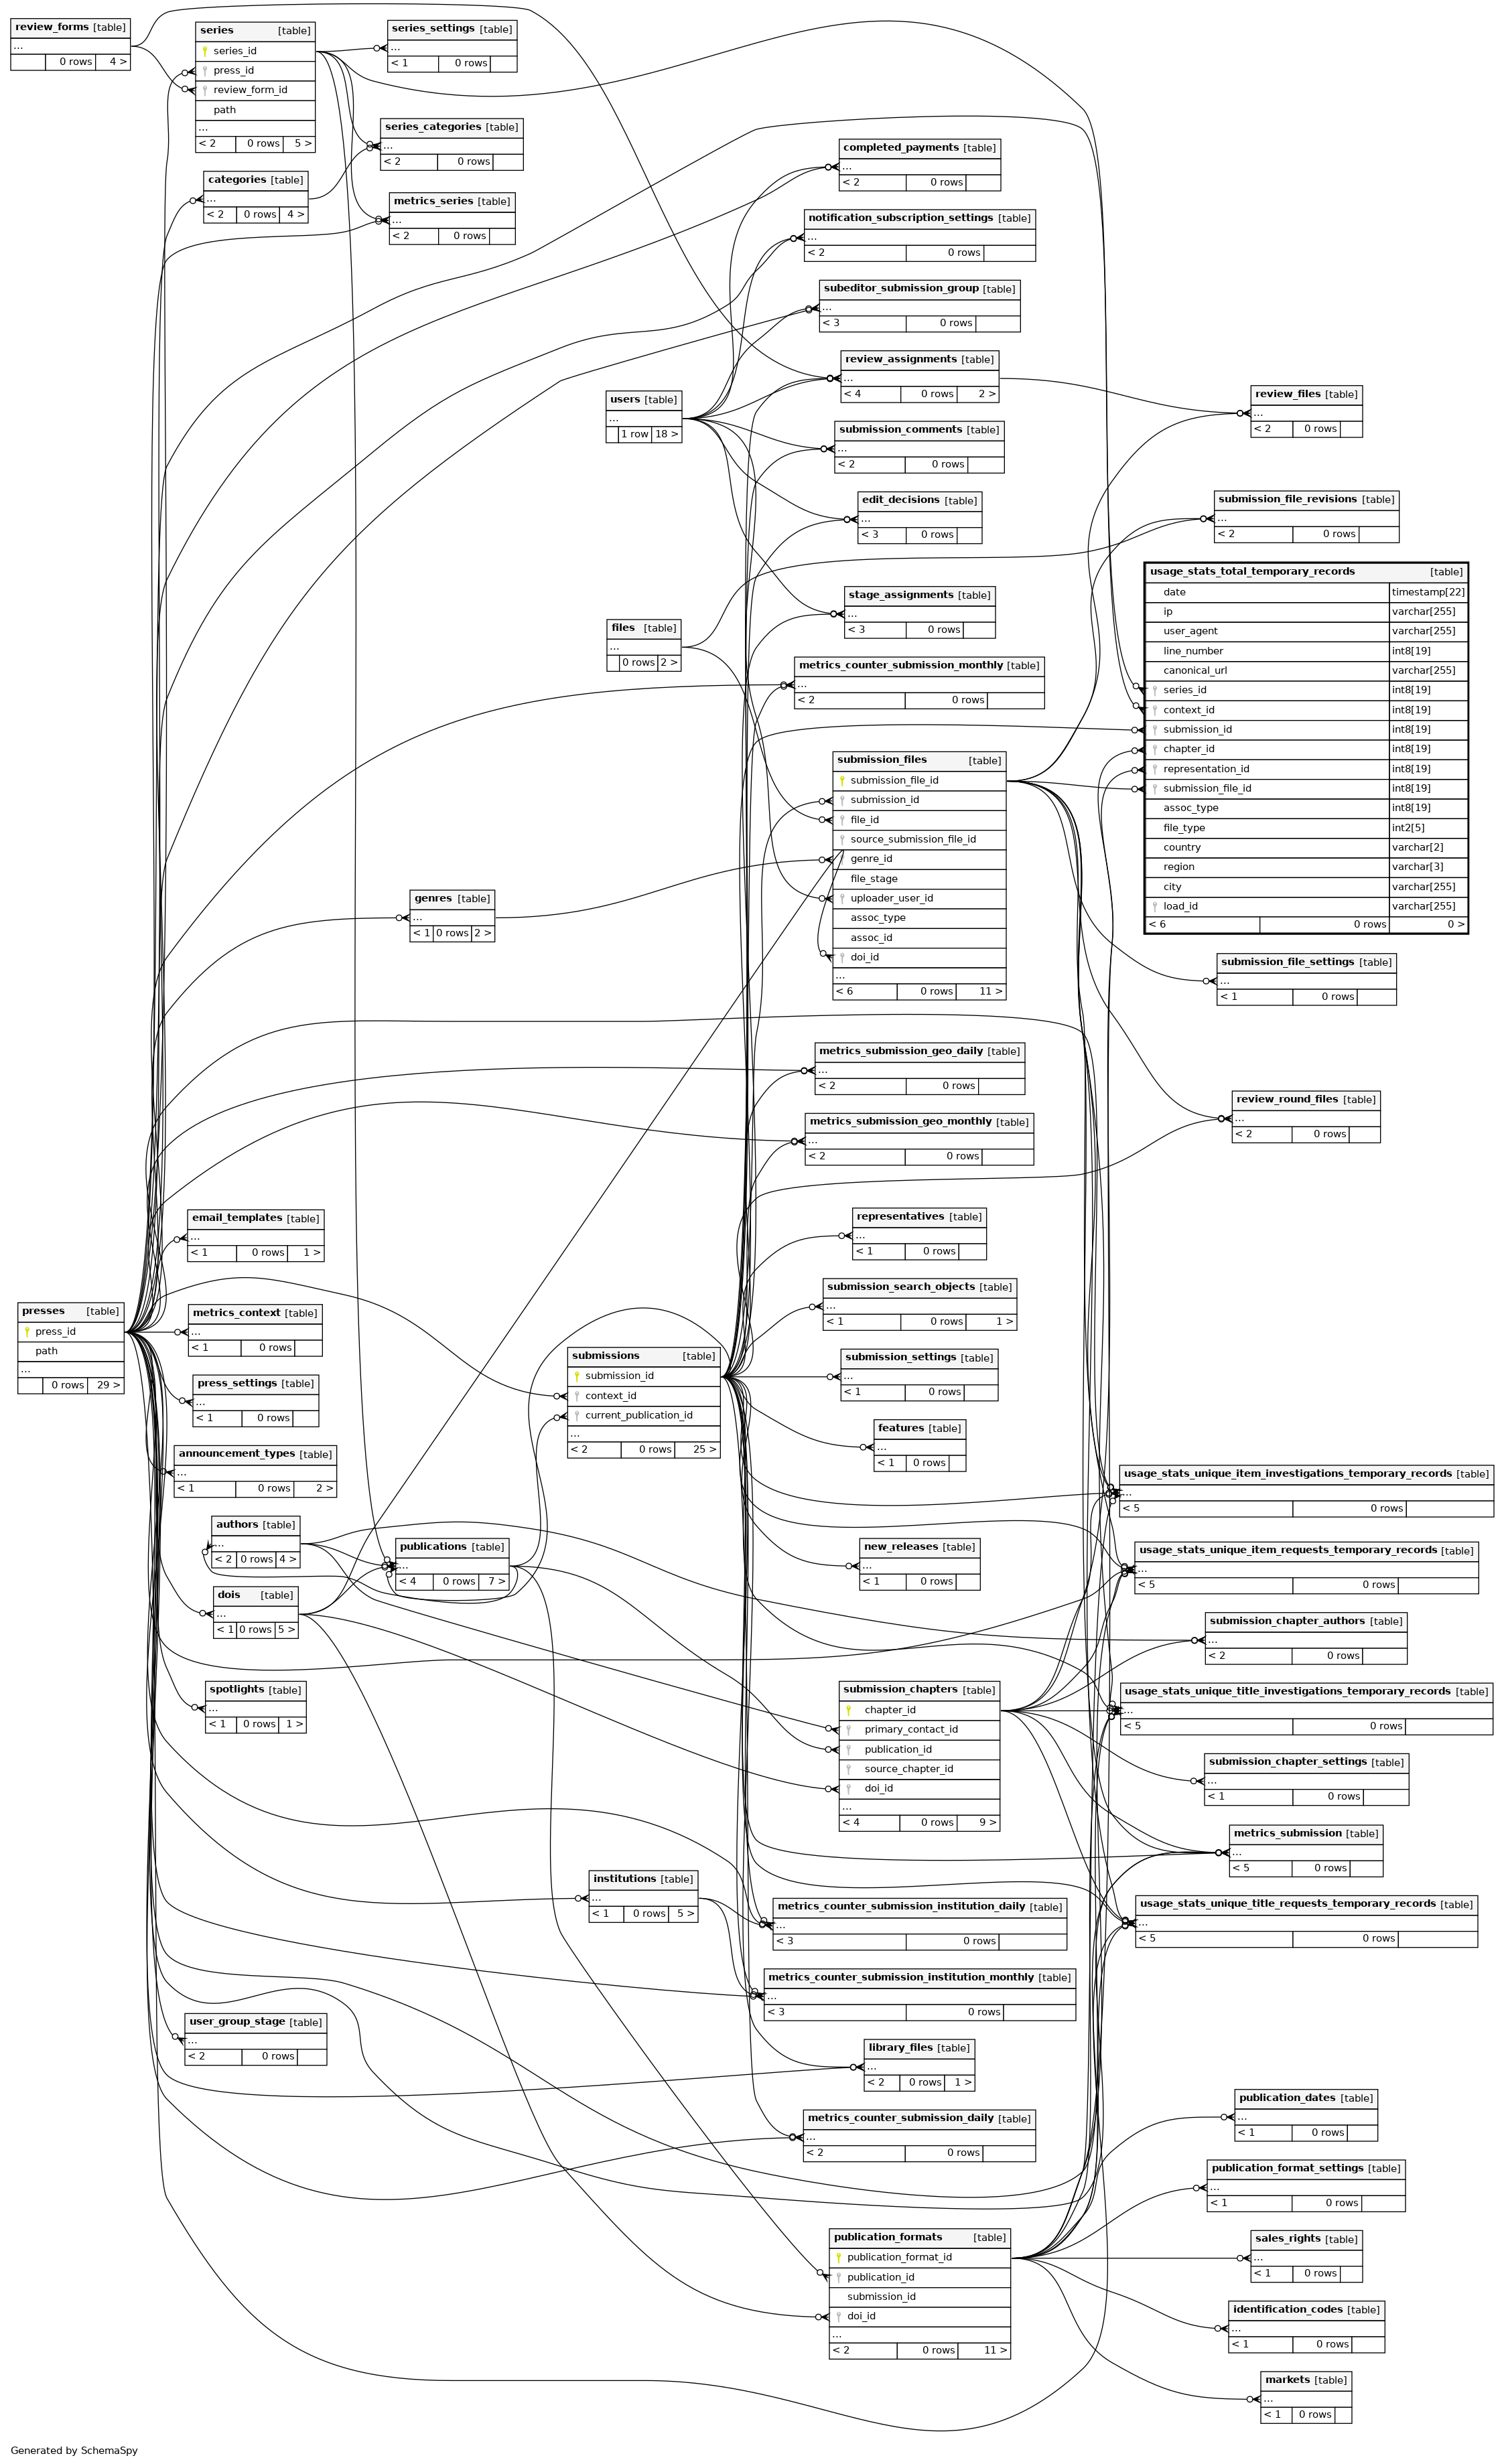 review_forms [table]
...
0 rows 4 >
series [table]
series_id
press_id
review_form_id
path
...
< 2 0 rows 5 >
series_settings [table]
...
< 1 0 rows
series_categories [table]
...
< 2 0 rows
categories [table]
...
< 2 0 rows 4 >
metrics_series [table]
...
< 2 0 rows
completed_payments [table]
...
< 2 0 rows
notification_subscription_settings [table]
...
< 2 0 rows
subeditor_submission_group [table]
...
< 3 0 rows
review_assignments [table]
...
< 4 0 rows 2 >
users [table]
...
1 row 18 >
review_files [table]
...
< 2 0 rows
submission_comments [table]
...
< 2 0 rows
edit_decisions [table]
...
< 3 0 rows
submission_file_revisions [table]
...
< 2 0 rows
usage_stats_total_temporary_records [table]
date timestamp[22]
ip varchar[255]
user_agent varchar[255]
line_number int8[19]
canonical_url varchar[255]
series_id int8[19]
context_id int8[19]
submission_id int8[19]
chapter_id int8[19]
representation_id int8[19]
submission_file_id int8[19]
assoc_type int8[19]
file_type int2[5]
country varchar[2]
region varchar[3]
city varchar[255]
load_id varchar[255]
< 6 0 rows 0 >
stage_assignments [table]
...
< 3 0 rows
files [table]
...
0 rows 2 >
metrics_counter_submission_monthly [table]
...
< 2 0 rows
submission_files [table]
submission_file_id
submission_id
file_id
source_submission_file_id
genre_id
file_stage
uploader_user_id
assoc_type
assoc_id
doi_id
...
< 6 0 rows 11 >
genres [table]
...
< 1 0 rows 2 >
submission_file_settings [table]
...
< 1 0 rows
metrics_submission_geo_daily [table]
...
< 2 0 rows
review_round_files [table]
...
< 2 0 rows
metrics_submission_geo_monthly [table]
...
< 2 0 rows
email_templates [table]
...
< 1 0 rows 1 >
representatives [table]
...
< 1 0 rows
submission_search_objects [table]
...
< 1 0 rows 1 >
presses [table]
press_id
path
...
0 rows 29 >
metrics_context [table]
...
< 1 0 rows
submissions [table]
submission_id
context_id
current_publication_id
...
< 2 0 rows 25 >
submission_settings [table]
...
< 1 0 rows
press_settings [table]
...
< 1 0 rows
features [table]
...
< 1 0 rows
announcement_types [table]
...
< 1 0 rows 2 >
usage_stats_unique_item_investigations_temporary_records [table]
...
< 5 0 rows
authors [table]
...
< 2 0 rows 4 >
publications [table]
...
< 4 0 rows 7 >
new_releases [table]
...
< 1 0 rows
usage_stats_unique_item_requests_temporary_records [table]
...
< 5 0 rows
dois [table]
...
< 1 0 rows 5 >
submission_chapter_authors [table]
...
< 2 0 rows
spotlights [table]
...
< 1 0 rows 1 >
submission_chapters [table]
chapter_id
primary_contact_id
publication_id
source_chapter_id
doi_id
...
< 4 0 rows 9 >
usage_stats_unique_title_investigations_temporary_records [table]
...
< 5 0 rows
submission_chapter_settings [table]
...
< 1 0 rows
metrics_submission [table]
...
< 5 0 rows
institutions [table]
...
< 1 0 rows 5 >
metrics_counter_submission_institution_daily [table]
...
< 3 0 rows
usage_stats_unique_title_requests_temporary_records [table]
...
< 5 0 rows
metrics_counter_submission_institution_monthly [table]
...
< 3 0 rows
user_group_stage [table]
...
< 2 0 rows
library_files [table]
...
< 2 0 rows 1 >
metrics_counter_submission_daily [table]
...
< 2 0 rows
publication_dates [table]
...
< 1 0 rows
publication_format_settings [table]
...
< 1 0 rows
publication_formats [table]
publication_format_id
publication_id
submission_id
doi_id
...
< 2 0 rows 11 >
sales_rights [table]
...
< 1 0 rows
identification_codes [table]
...
< 1 0 rows
markets [table]
...
< 1 0 rows
Generated by SchemaSpy